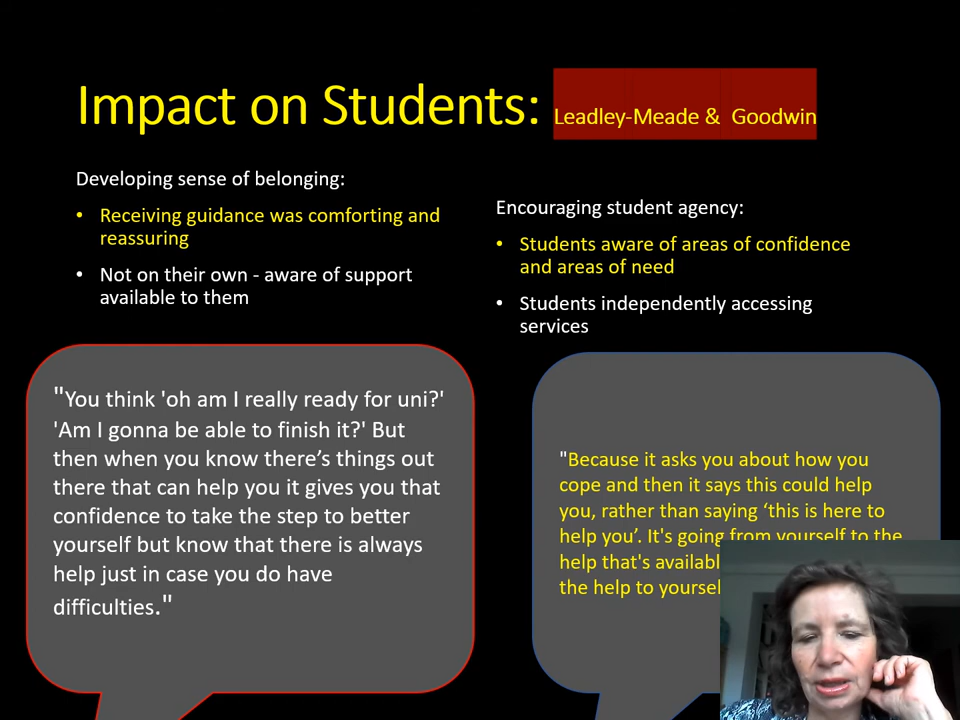 Impact on Students: Leadley-Meade & Goodwin
Developing sense of belonging:
• Receiving guidance was comforting and
reassuring
• Not on their own - aware of support
available to them
Encouraging student agency:
• Students aware of areas of confidence
and areas of need
• Students independently accessing
services
"You think 'oh am I really ready for uni?'
'Am I gonna be able to finish it?' But
then when you know there’s things out
there that can help you it gives you that
confidence to take the step to better
yourself but know that there is always
help just in case you do have
difficulties."
"Because it asks you about how you
cope and then it says this could help
you, rather than saying ‘this is here to
help you’. It's going from yourself to the
help that's availabl
the help to yoursel